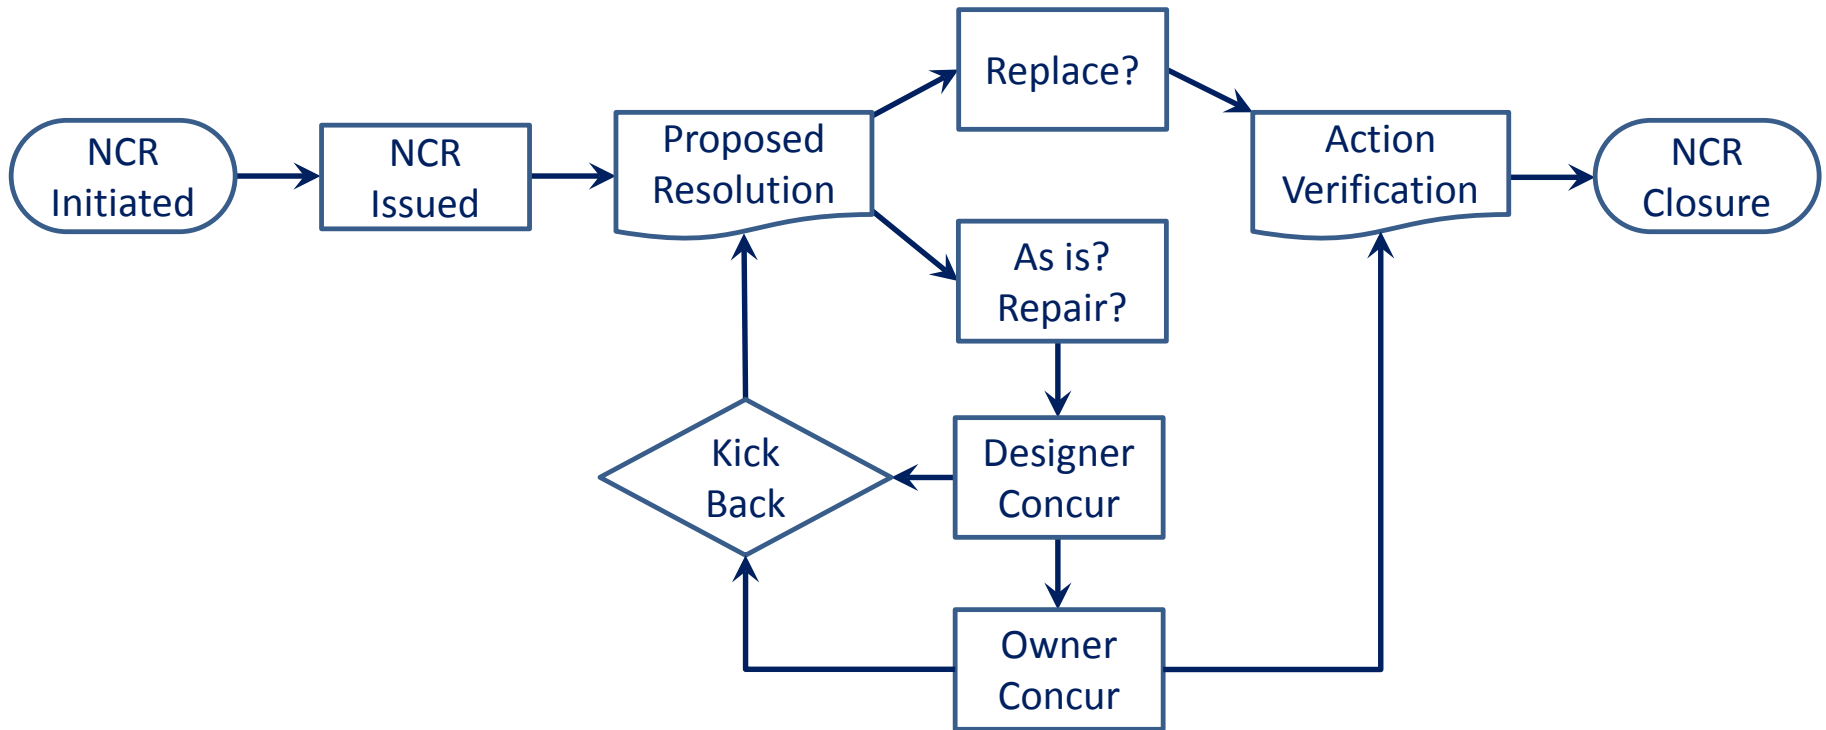 NCR
Initiated
NCR
Issued
Proposed
Resolution
Replace?
As is?
Repair?
Action
Verification
NCR
Closure
Kick
Back
Designer
Concur
Owner
Concur